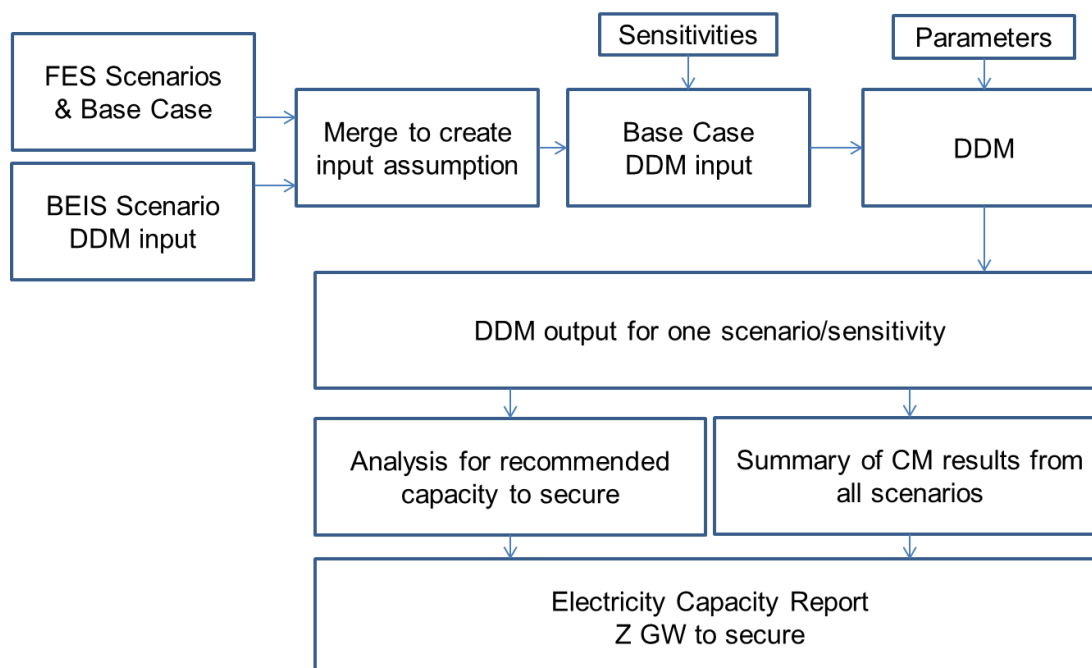 Sensitivities
Parameters
FES Scenarios
& Base Case
BEIS Scenario
DDM input
Merge to create
input assumption
Base Case
DDM input
DDM
DDM output for one scenario/sensitivity
Analysis for recommended
capacity to secure
Summary of CM results from
all scenarios
Electricity Capacity Report
Z GW to secure